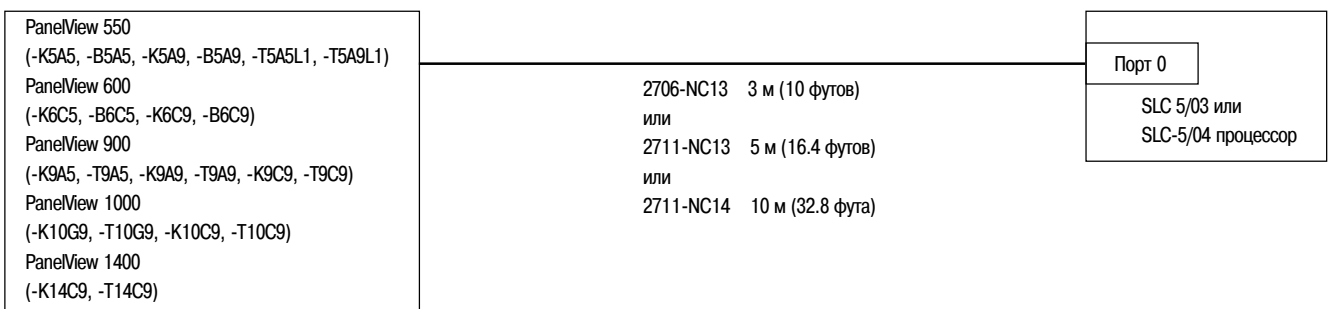 PanelView 550
(-K5A5, -B5A5, -K5A9, -B5A9, -T5A5L1, -T5A9L1)
PanelView 600
(-K6C5, -B6C5, -K6C9, -B6C9)
PanelView 900
(-K9A5, -T9A5, -K9A9, -T9A9, -K9C9, -T9C9)
PanelView 1000
(-K10G9, -T10G9, -K10C9, -T10C9)
PanelView 1400
(-K14C9, -T14C9)
2706-NC13 3 м (10 футов)
или
2711-NC13 5 м (16.4 футов)
или
2711-NC14 10 м (32.8 фута)
Порт 0
SLC 5/03 или
SLC-5/04 процессор